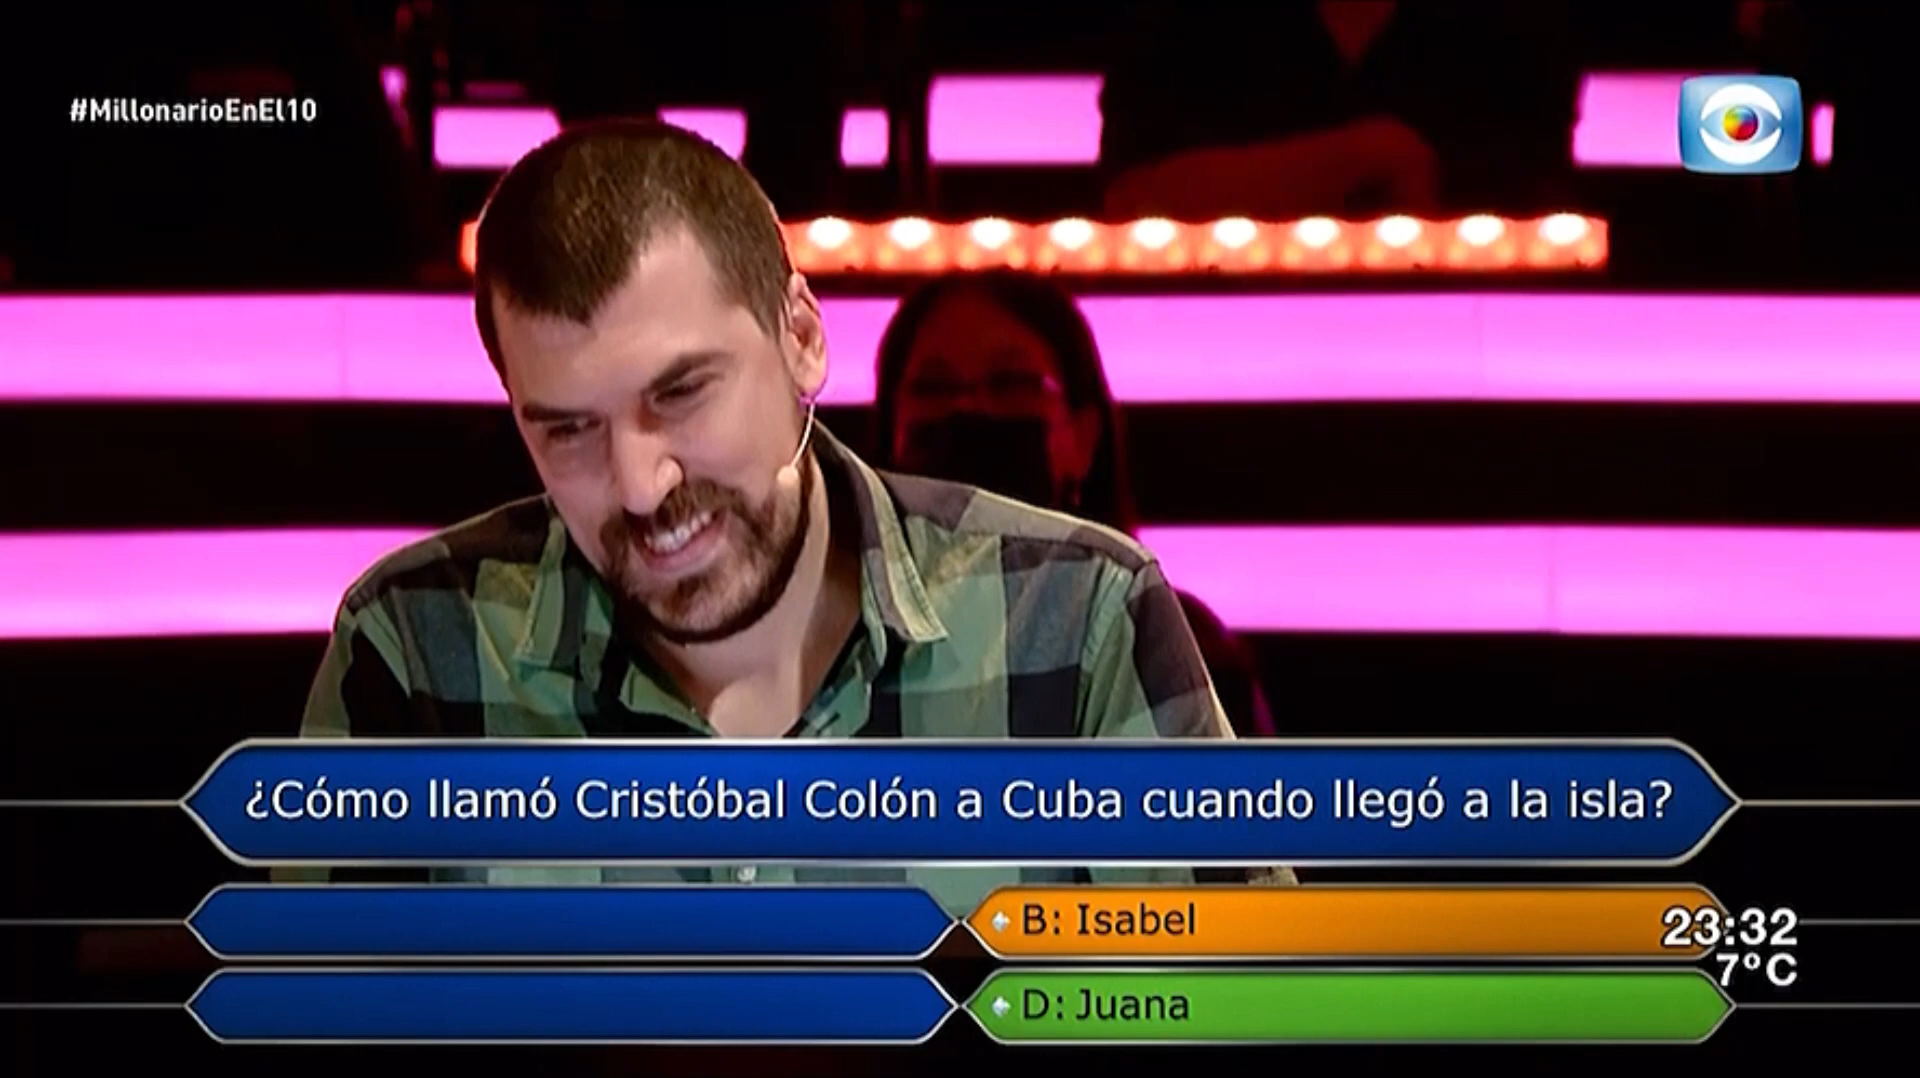 #MillonarioEnEl10
¿Cómo llamó Cristóbal Colón a Cuba cuando llegó a la isla?
B: Isabel
D: Juana
23:32
7°C